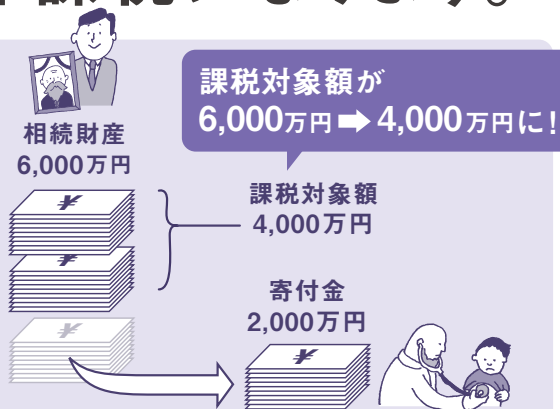 課税対象額が
6,000万円➡4,000万円に!
相続財産
6,000万円
¥
¥
課税対象額
4,000万円
寄付金
2,000万円
¥
¥